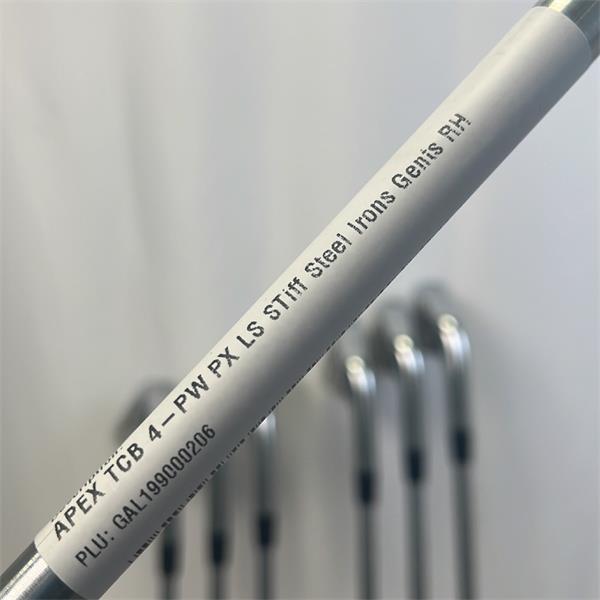 APEX TCB 4-PW PX LS STiff Steel Irons Gents RH
PLU: GAL199000206